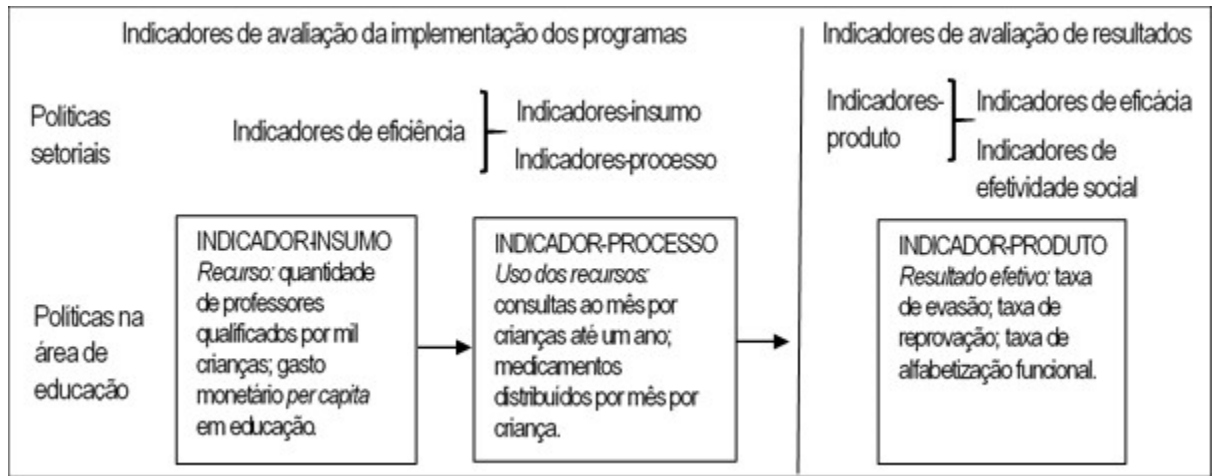 Indicadores de avaliação da implementação dos programas
Indicadores de avaliação de resultados
Políticas
setoriais
Indicadores de eficiência
Indicadores-insumo
Indicadores-processo
Indicadores-
produto
Indicadores de eficácia
Indicadores de
efetividade social
Políticas na
área de
educação
INDICADOR-INSUMO
Recurso: quantidade
de professores
qualificados por mil
crianças; gasto
monetário per capita
em educação.
INDICADOR-PROCESSO
Uso dos recursos:
consultas ao mês por
crianças até um ano;
medicamentos
distribuídos por mês por
criança.
INDICADOR-PRODUTO
Resultado efetivo: taxa
de evasão; taxa de
reprovação; taxa de
alfabetização funcional.